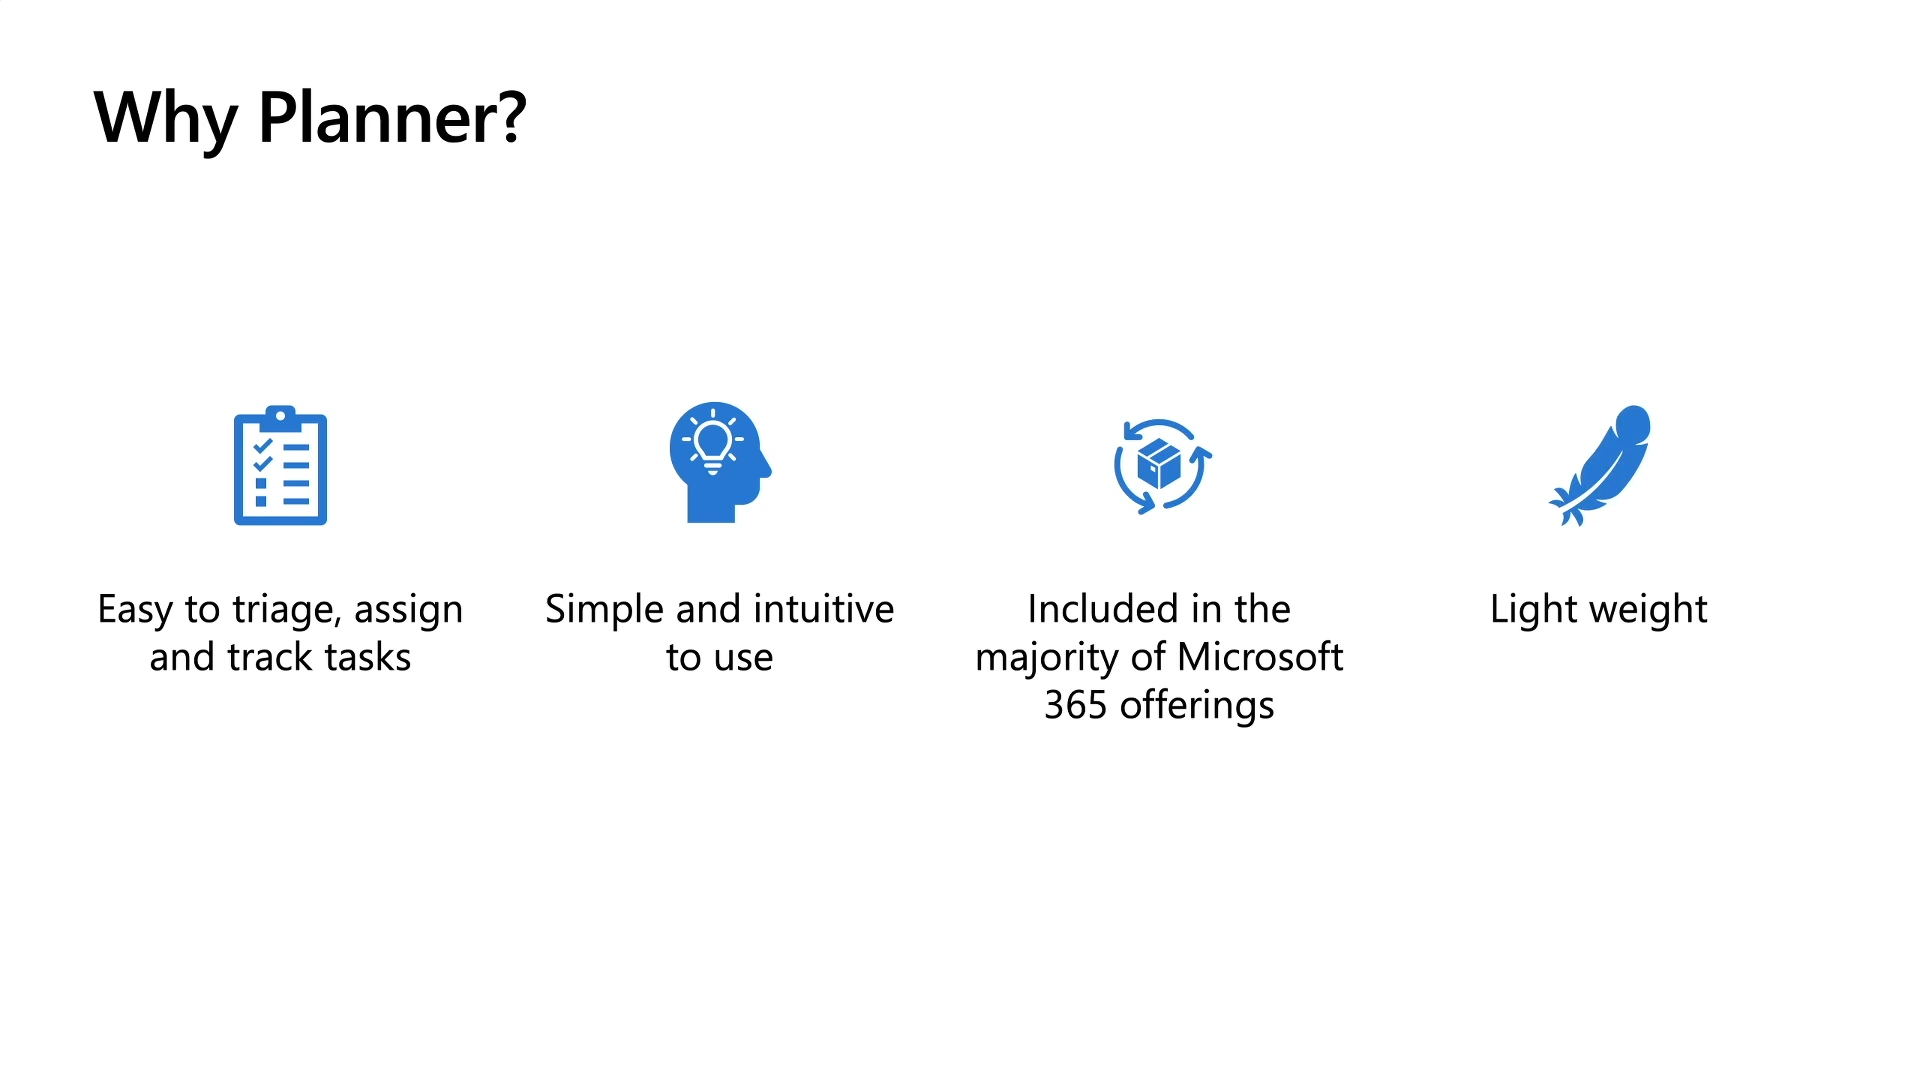 Why Planner?
Easy to triage, assign
and track tasks
Simple and intuitive
to use
Included in the
majority of Microsoft
365 offerings
Light weight